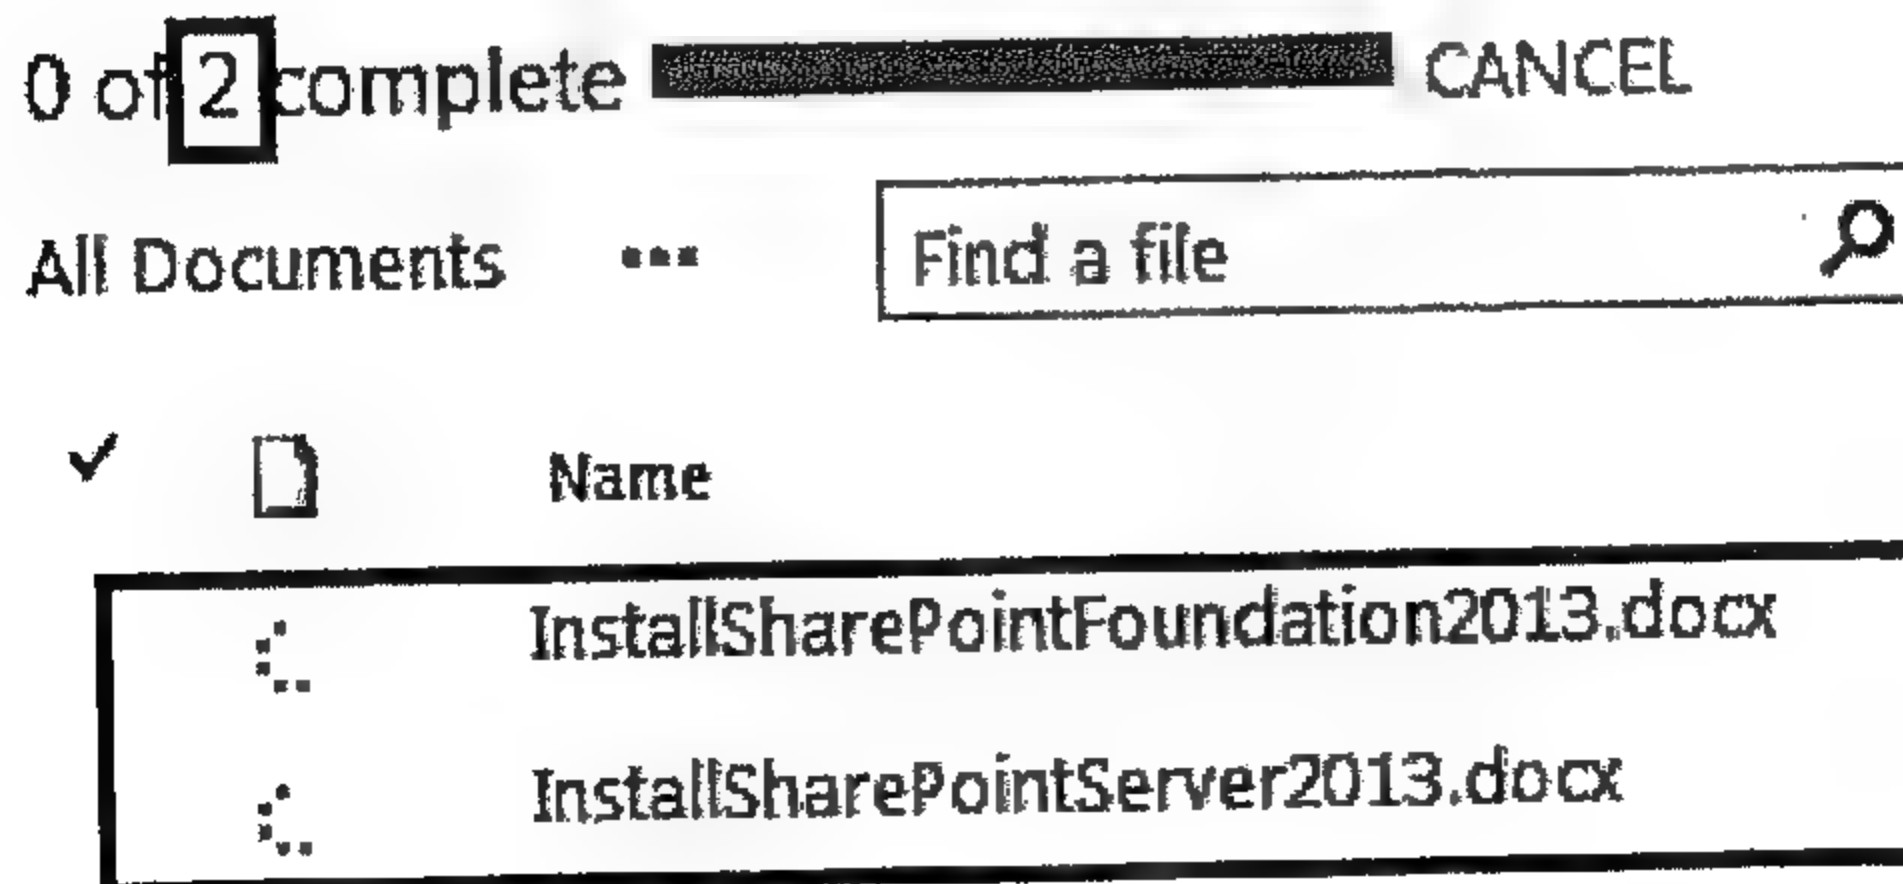 0 of 2 complete CANCEL
All Documents ... Find a file
Name
InstallSharePointFoundation2013.docx
InstallSharePointServer2013.docx